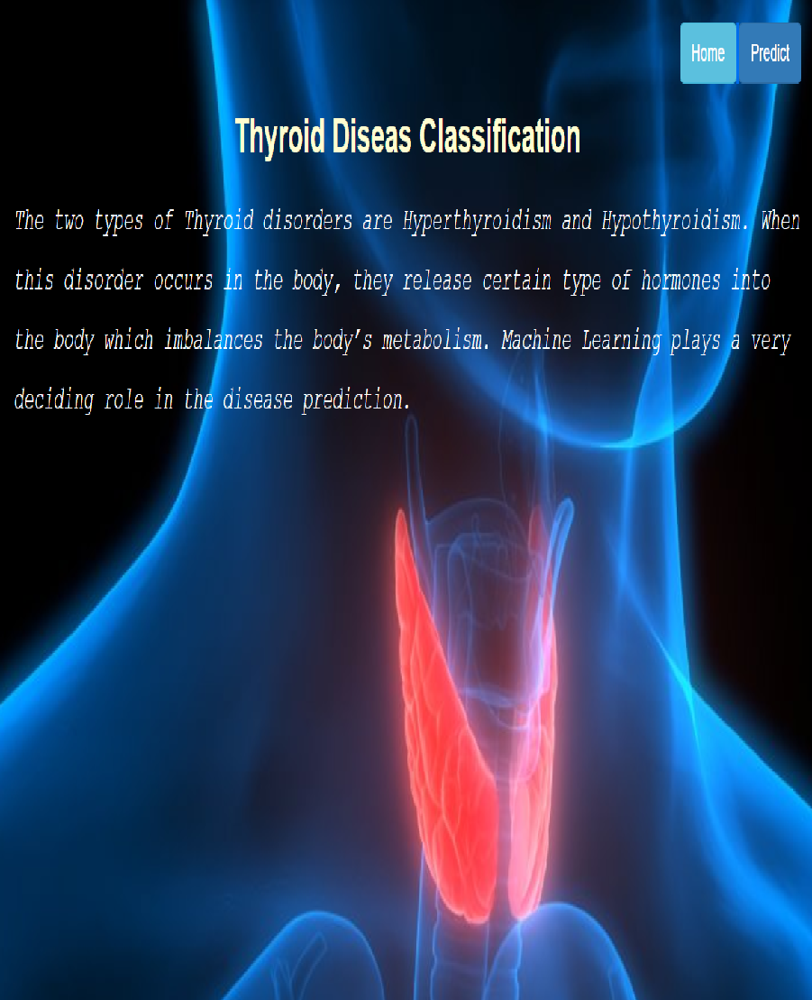 Home Predict
Thyroid Diseas Classification
The two types of Thyroid disorders are Hyperthyroidism and Hypothyroidism. When
this disorder occurs in the body, they release certain type of hormones into
the body which imbalances the body’s metabolism. Machine Learning plays a very
deciding role in the disease prediction.